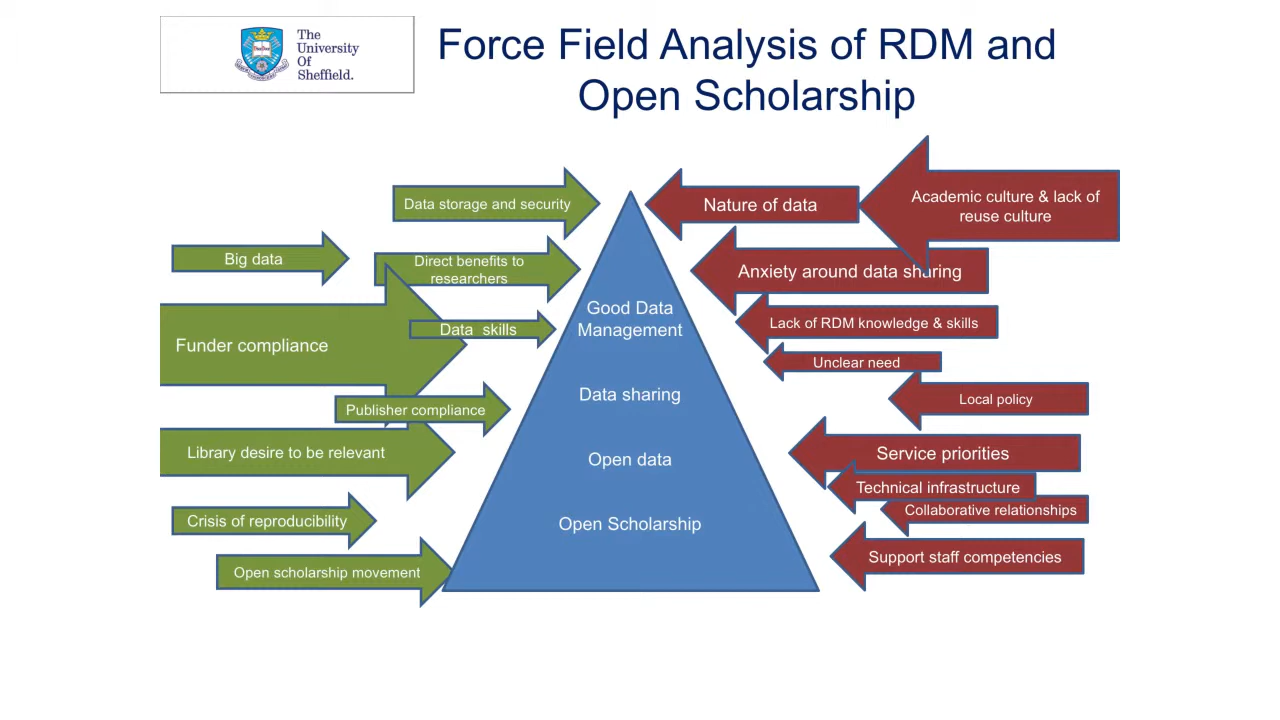 The
University
Of
Sheffield.
Force Field Analysis of RDM and
Open Scholarship
Data storage and security
Big data
Direct benefits to
researchers
Data skills
Funder compliance
Publisher compliance
Library desire to be relevant
Crisis of reproducibility
Open scholarship movement
Good Data
Management
Data sharing
Open data
Open Scholarship
Nature of data
Academic culture & lack of
reuse culture
Anxiety around data sharing
Lack of RDM knowledge & skills
Unclear need
Local policy
Service priorities
Technical infrastructure
Collaborative relationships
Support staff competencies